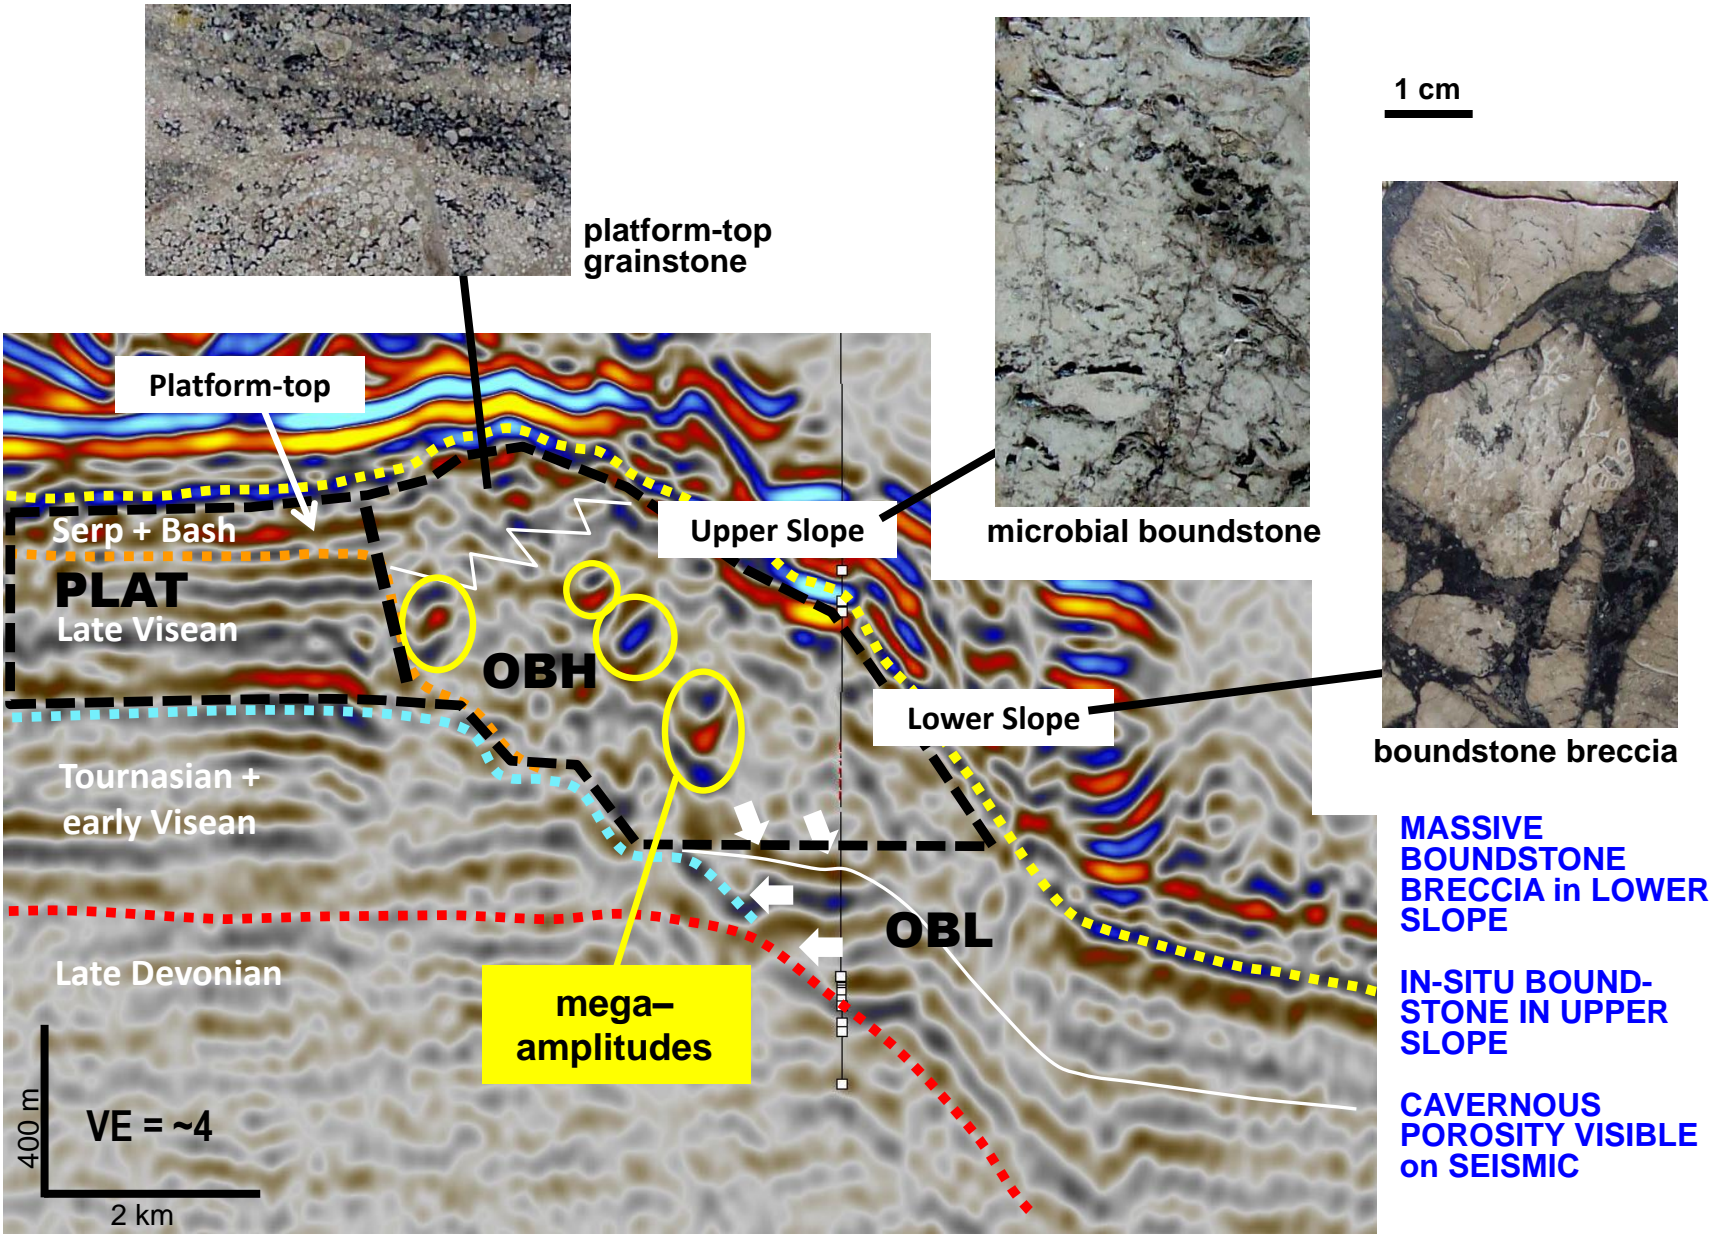 1 cm
platform-top
grainstone
Platform-top
microbial boundstone
Upper Slope
Serp + Bash
PLAT
Late Visean
OBH
Lower Slope
boundstone breccia
Tournasian +
early Visean
MASSIVE
BOUNDSTONE
BRECCIA in LOWER
SLOPE
OBL
Late Devonian
mega–
amplitudes
IN-SITU BOUND-
STONE IN UPPER
SLOPE
400 m
VE = ~4
2 km
CAVERNOUS
POROSITY VISIBLE
on SEISMIC